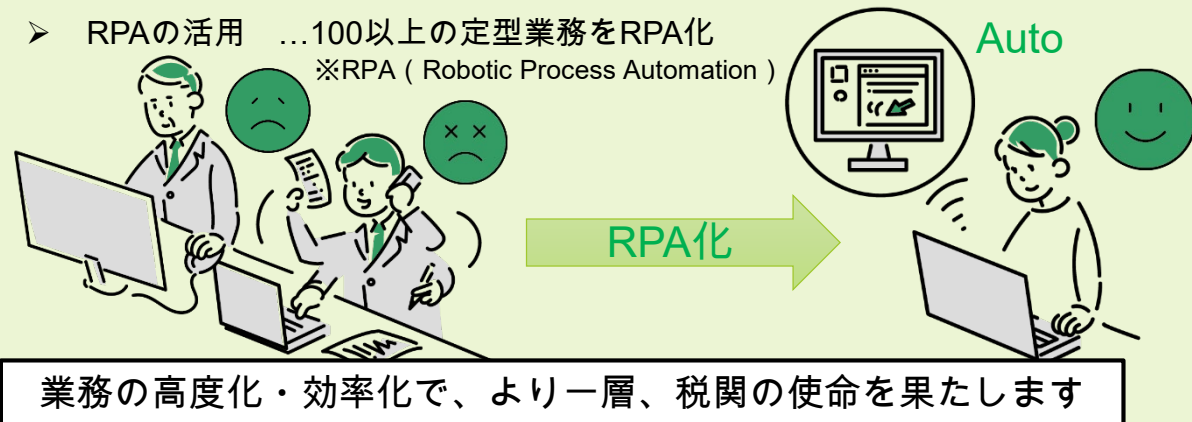 ➢ RPAの活用 …100以上の定型業務をRPA化
※RPA（Robotic Process Automation）
Auto
RPA化
業務の高度化・効率化で、より一層、税関の使命を果たします